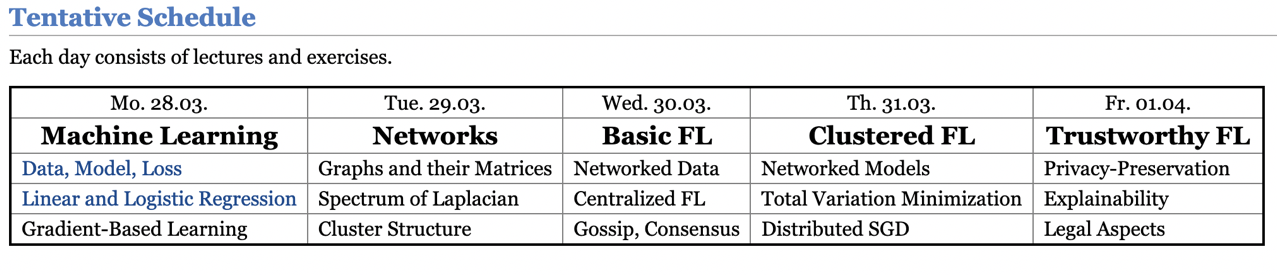 Tentative Schedule
Each day consists of lectures and exercises.
Mo. 28.03. Tue. 29.03. Wed. 30.03. Th. 31.03. Fr. 01.04.
Machine Learning Networks Basic FL Clustered FL Trustworthy FL
Data, Model, Loss Graphs and their Matrices Networked Data Networked Models Privacy-Preservation
Linear and Logistic Regression Spectrum of Laplacian Centralized FL Total Variation Minimization Explainability
Gradient-Based Learning Cluster Structure Gossip, Consensus Distributed SGD Legal Aspects